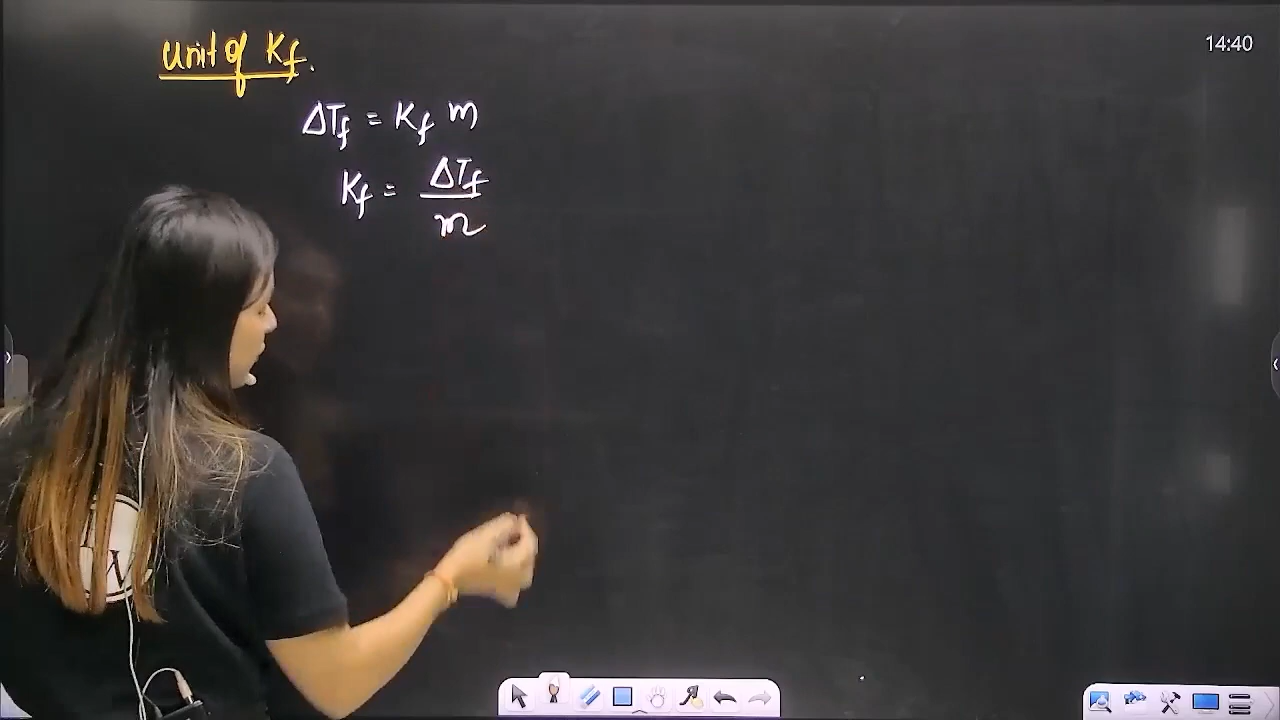 Unit of Kf.
14:40
ΔTf = Kf m
Kf = ΔTf
m